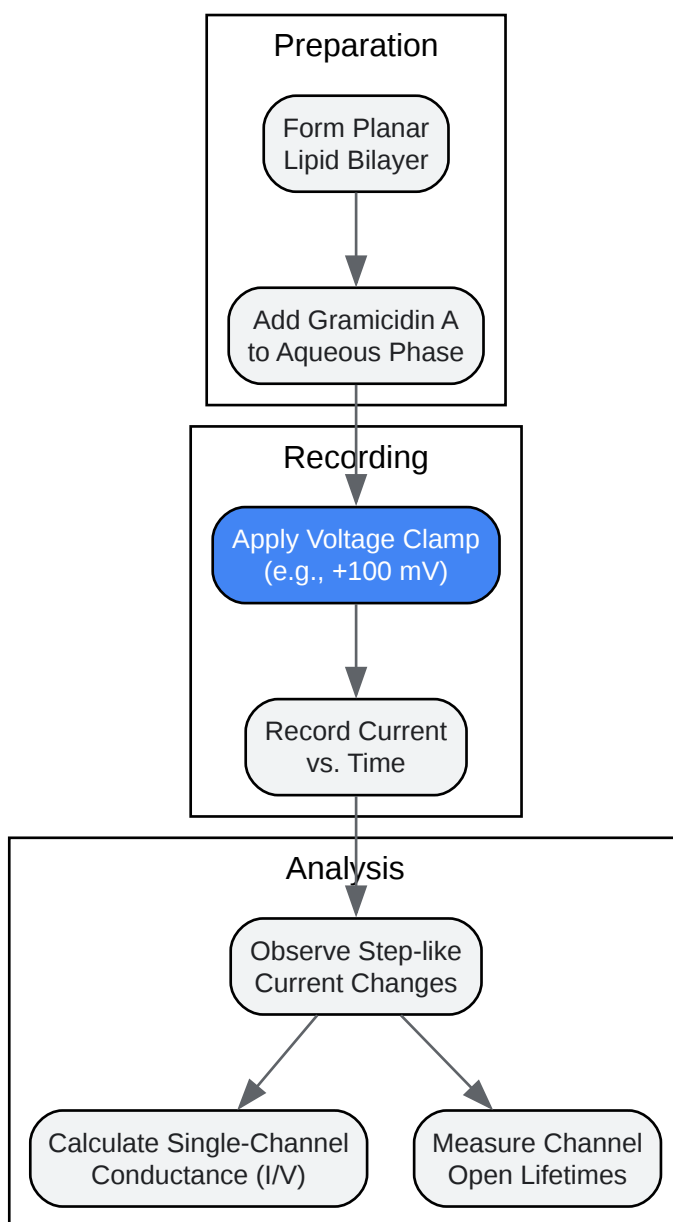 Preparation
Form Planar
Lipid Bilayer
Add Gramicidin A
to Aqueous Phase
Recording
Apply Voltage Clamp
(e.g., +100 mV)
Record Current
vs. Time
Analysis
Observe Step-like
Current Changes
Calculate Single-Channel
Conductance (I/V)
Measure Channel
Open Lifetimes